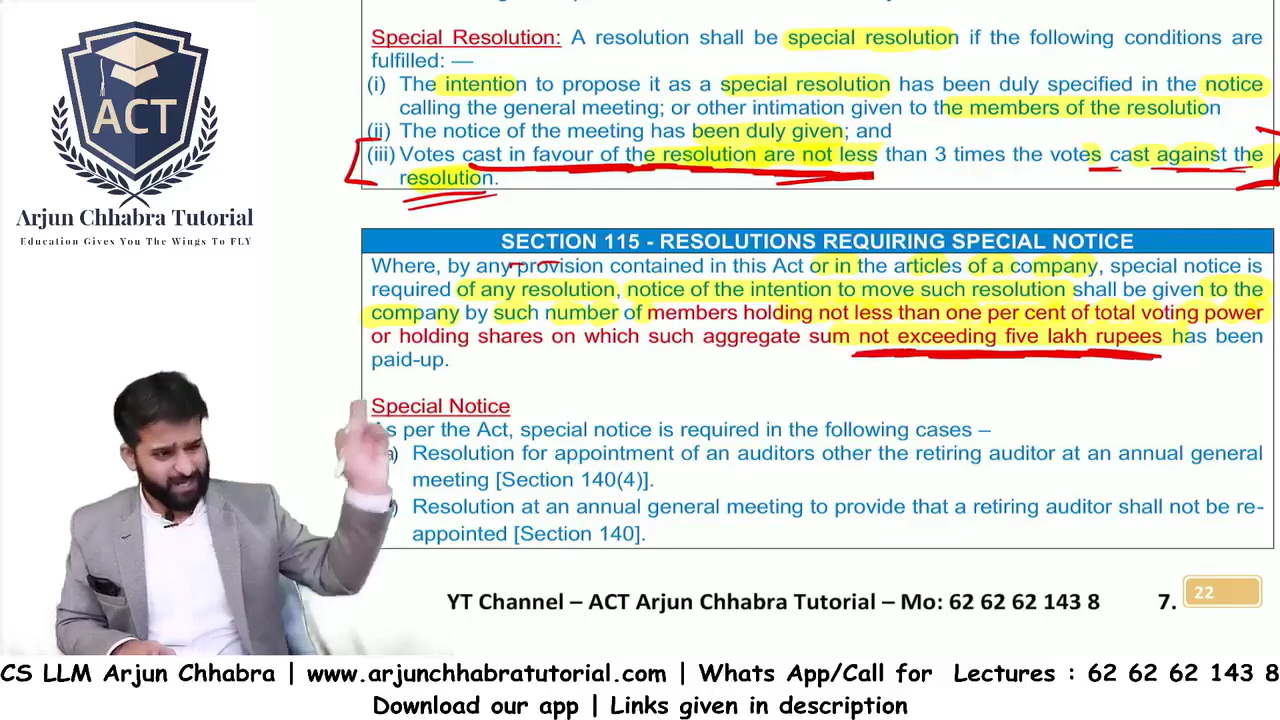 ACT
Arjun Chhabra Tutorial
Education Gives You The Wings To FLY
Special Resolution: A resolution shall be special resolution if the following conditions are
fulfilled: —
(i) The intention to propose it as a special resolution has been duly specified in the notice
calling the general meeting; or other intimation given to the members of the resolution
(ii) The notice of the meeting has been duly given; and
(iii) Votes cast in favour of the resolution are not less than 3 times the votes cast against the
resolution.
SECTION 115 - RESOLUTIONS REQUIRING SPECIAL NOTICE
Where, by any provision contained in this Act or in the articles of a company, special notice is
required of any resolution, notice of the intention to move such resolution shall be given to the
company by such number of members holding not less than one per cent of total voting power
or holding shares on which such aggregate sum not exceeding five lakh rupees has been
paid-up.
Special Notice
As per the Act, special notice is required in the following cases –
Resolution for appointment of an auditors other the retiring auditor at an annual general
meeting [Section 140(4)].
Resolution at an annual general meeting to provide that a retiring auditor shall not be re-
appointed [Section 140].
YT Channel – ACT Arjun Chhabra Tutorial – Mo: 62 62 62 143 8 7. 22
CS LLM Arjun Chhabra | www.arjunchhabratutorial.com | Whats App/Call for Lectures : 62 62 62 143 8
Download our app | Links given in description